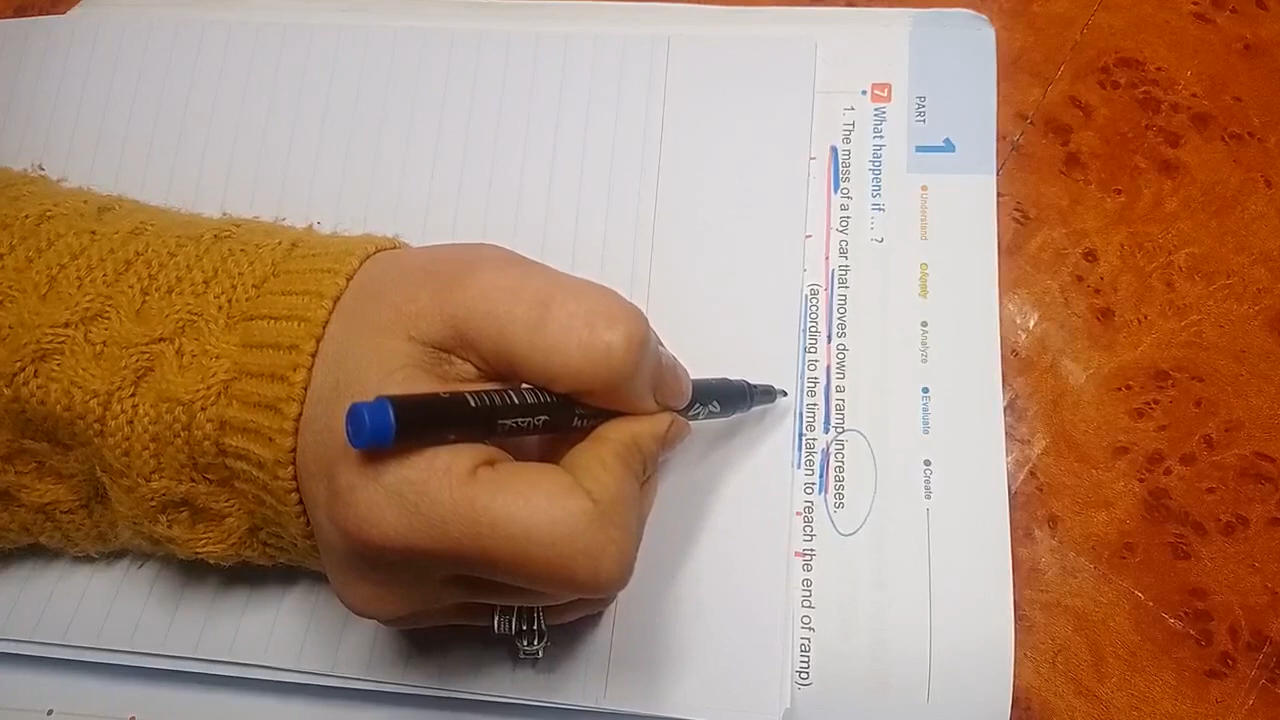 PART 1
Understand Apply Analyze Evaluate Create
7 What happens if ... ?
1. The mass of a toy car that moves down a ramp increases.
(according to the time taken to reach the end of ramp).